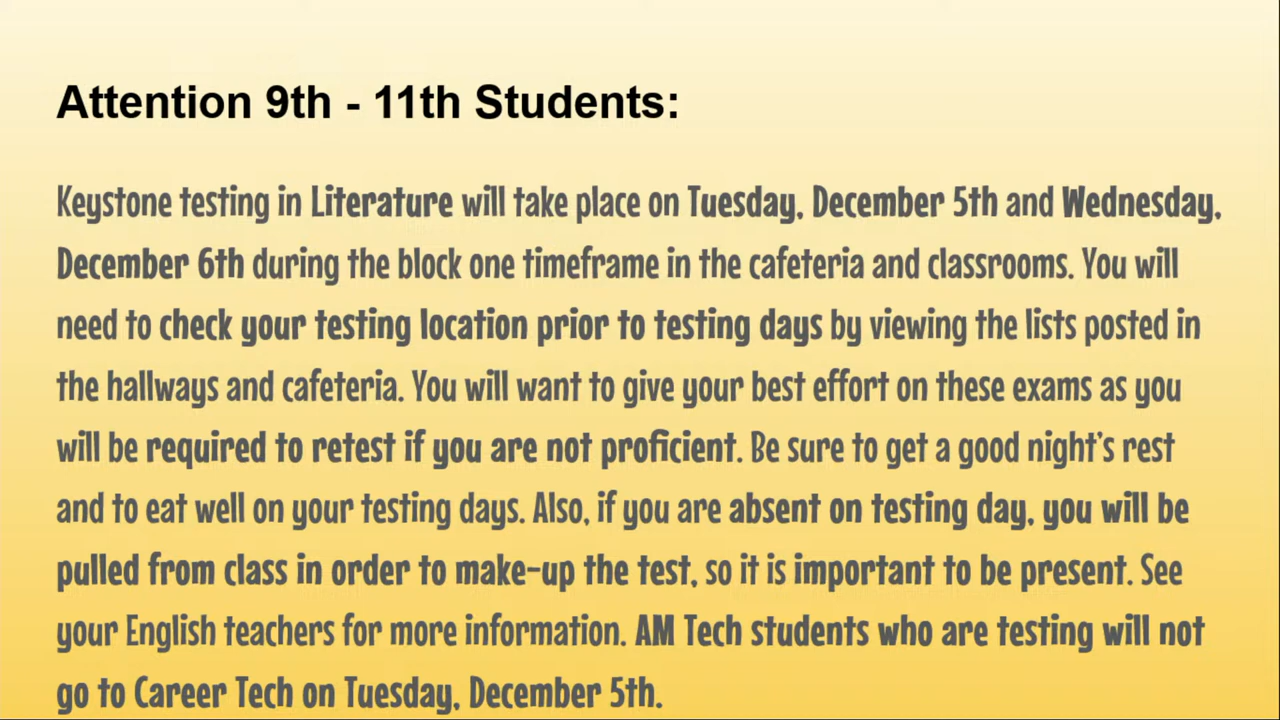 Attention 9th - 11th Students:
Keystone testing in Literature will take place on Tuesday, December 5th and Wednesday,
December 6th during the block one timeframe in the cafeteria and classrooms. You will
need to check your testing location prior to testing days by viewing the lists posted in
the hallways and cafeteria. You will want to give your best effort on these exams as you
will be required to retest if you are not proficient. Be sure to get a good night's rest
and to eat well on your testing days. Also, if you are absent on testing day, you will be
pulled from class in order to make-up the test, so it is important to be present. See
your English teachers for more information. AM Tech students who are testing will not
go to Career Tech on Tuesday, December 5th.